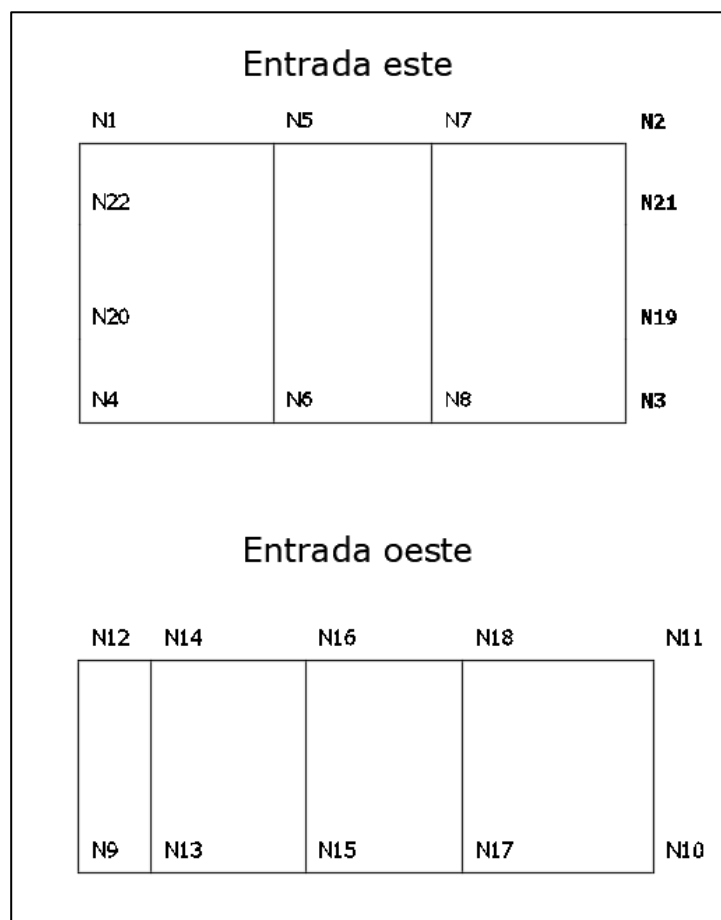 Entrada este
N1 N5 N7 N2
N22 N21
N20 N19
N4 N6 N8 N3
Entrada oeste
N12 N14 N16 N18 N11
N9 N13 N15 N17 N10